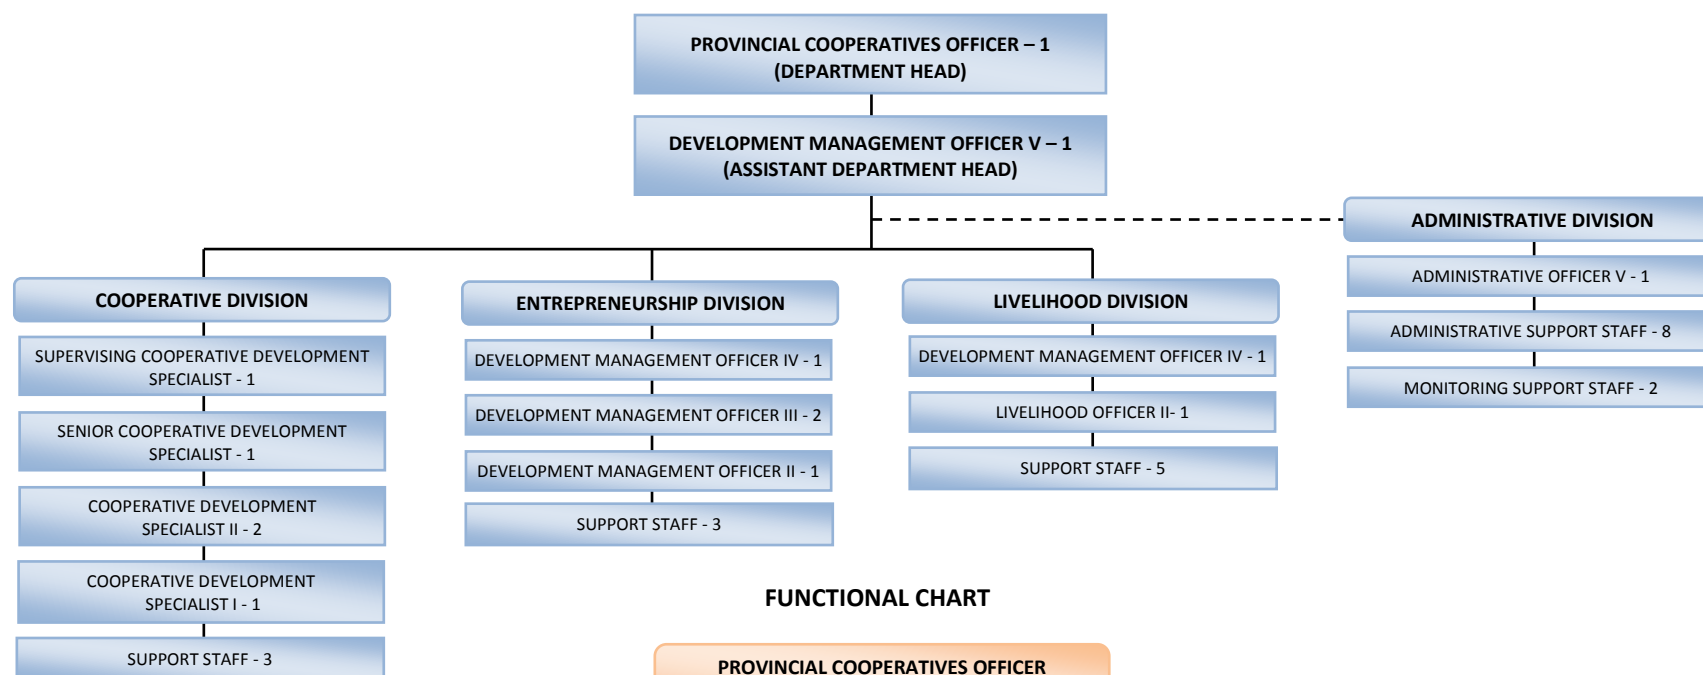 PROVINCIAL COOPERATIVES OFFICER – 1
(DEPARTMENT HEAD)
DEVELOPMENT MANAGEMENT OFFICER V – 1
(ASSISTANT DEPARTMENT HEAD)
ADMINISTRATIVE DIVISION
ADMINISTRATIVE OFFICER V - 1
ADMINISTRATIVE SUPPORT STAFF - 8
MONITORING SUPPORT STAFF - 2
COOPERATIVE DIVISION
SUPERVISING COOPERATIVE DEVELOPMENT
SPECIALIST - 1
SENIOR COOPERATIVE DEVELOPMENT
SPECIALIST - 1
COOPERATIVE DEVELOPMENT
SPECIALIST II - 2
COOPERATIVE DEVELOPMENT
SPECIALIST I - 1
SUPPORT STAFF - 3
ENTREPRENEURSHIP DIVISION
DEVELOPMENT MANAGEMENT OFFICER IV - 1
DEVELOPMENT MANAGEMENT OFFICER III - 2
DEVELOPMENT MANAGEMENT OFFICER II - 1
SUPPORT STAFF - 3
LIVELIHOOD DIVISION
DEVELOPMENT MANAGEMENT OFFICER IV - 1
LIVELIHOOD OFFICER II- 1
SUPPORT STAFF - 5
FUNCTIONAL CHART
PROVINCIAL COOPERATIVES OFFICER